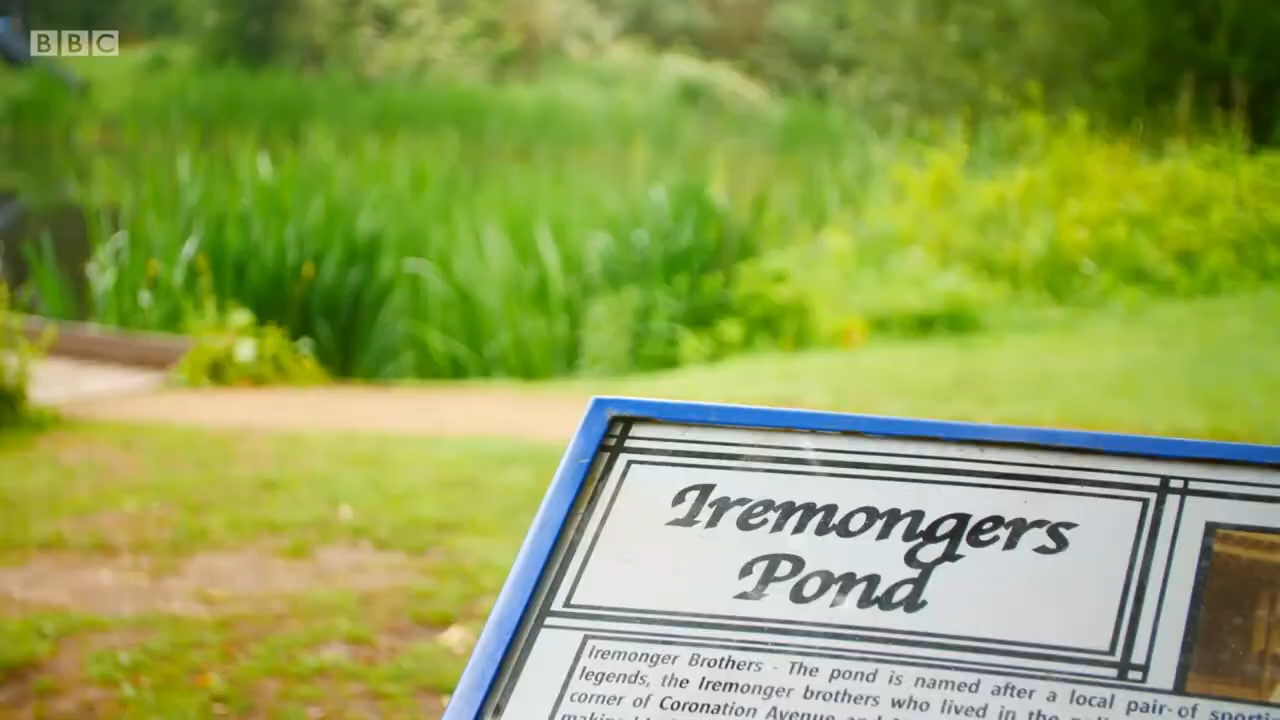 BBC
Iremongers
Pond
Iremonger Brothers - The pond is named after a local pair of
legends, the Iremonger brothers who lived in the
corner of Coronation Avenue and